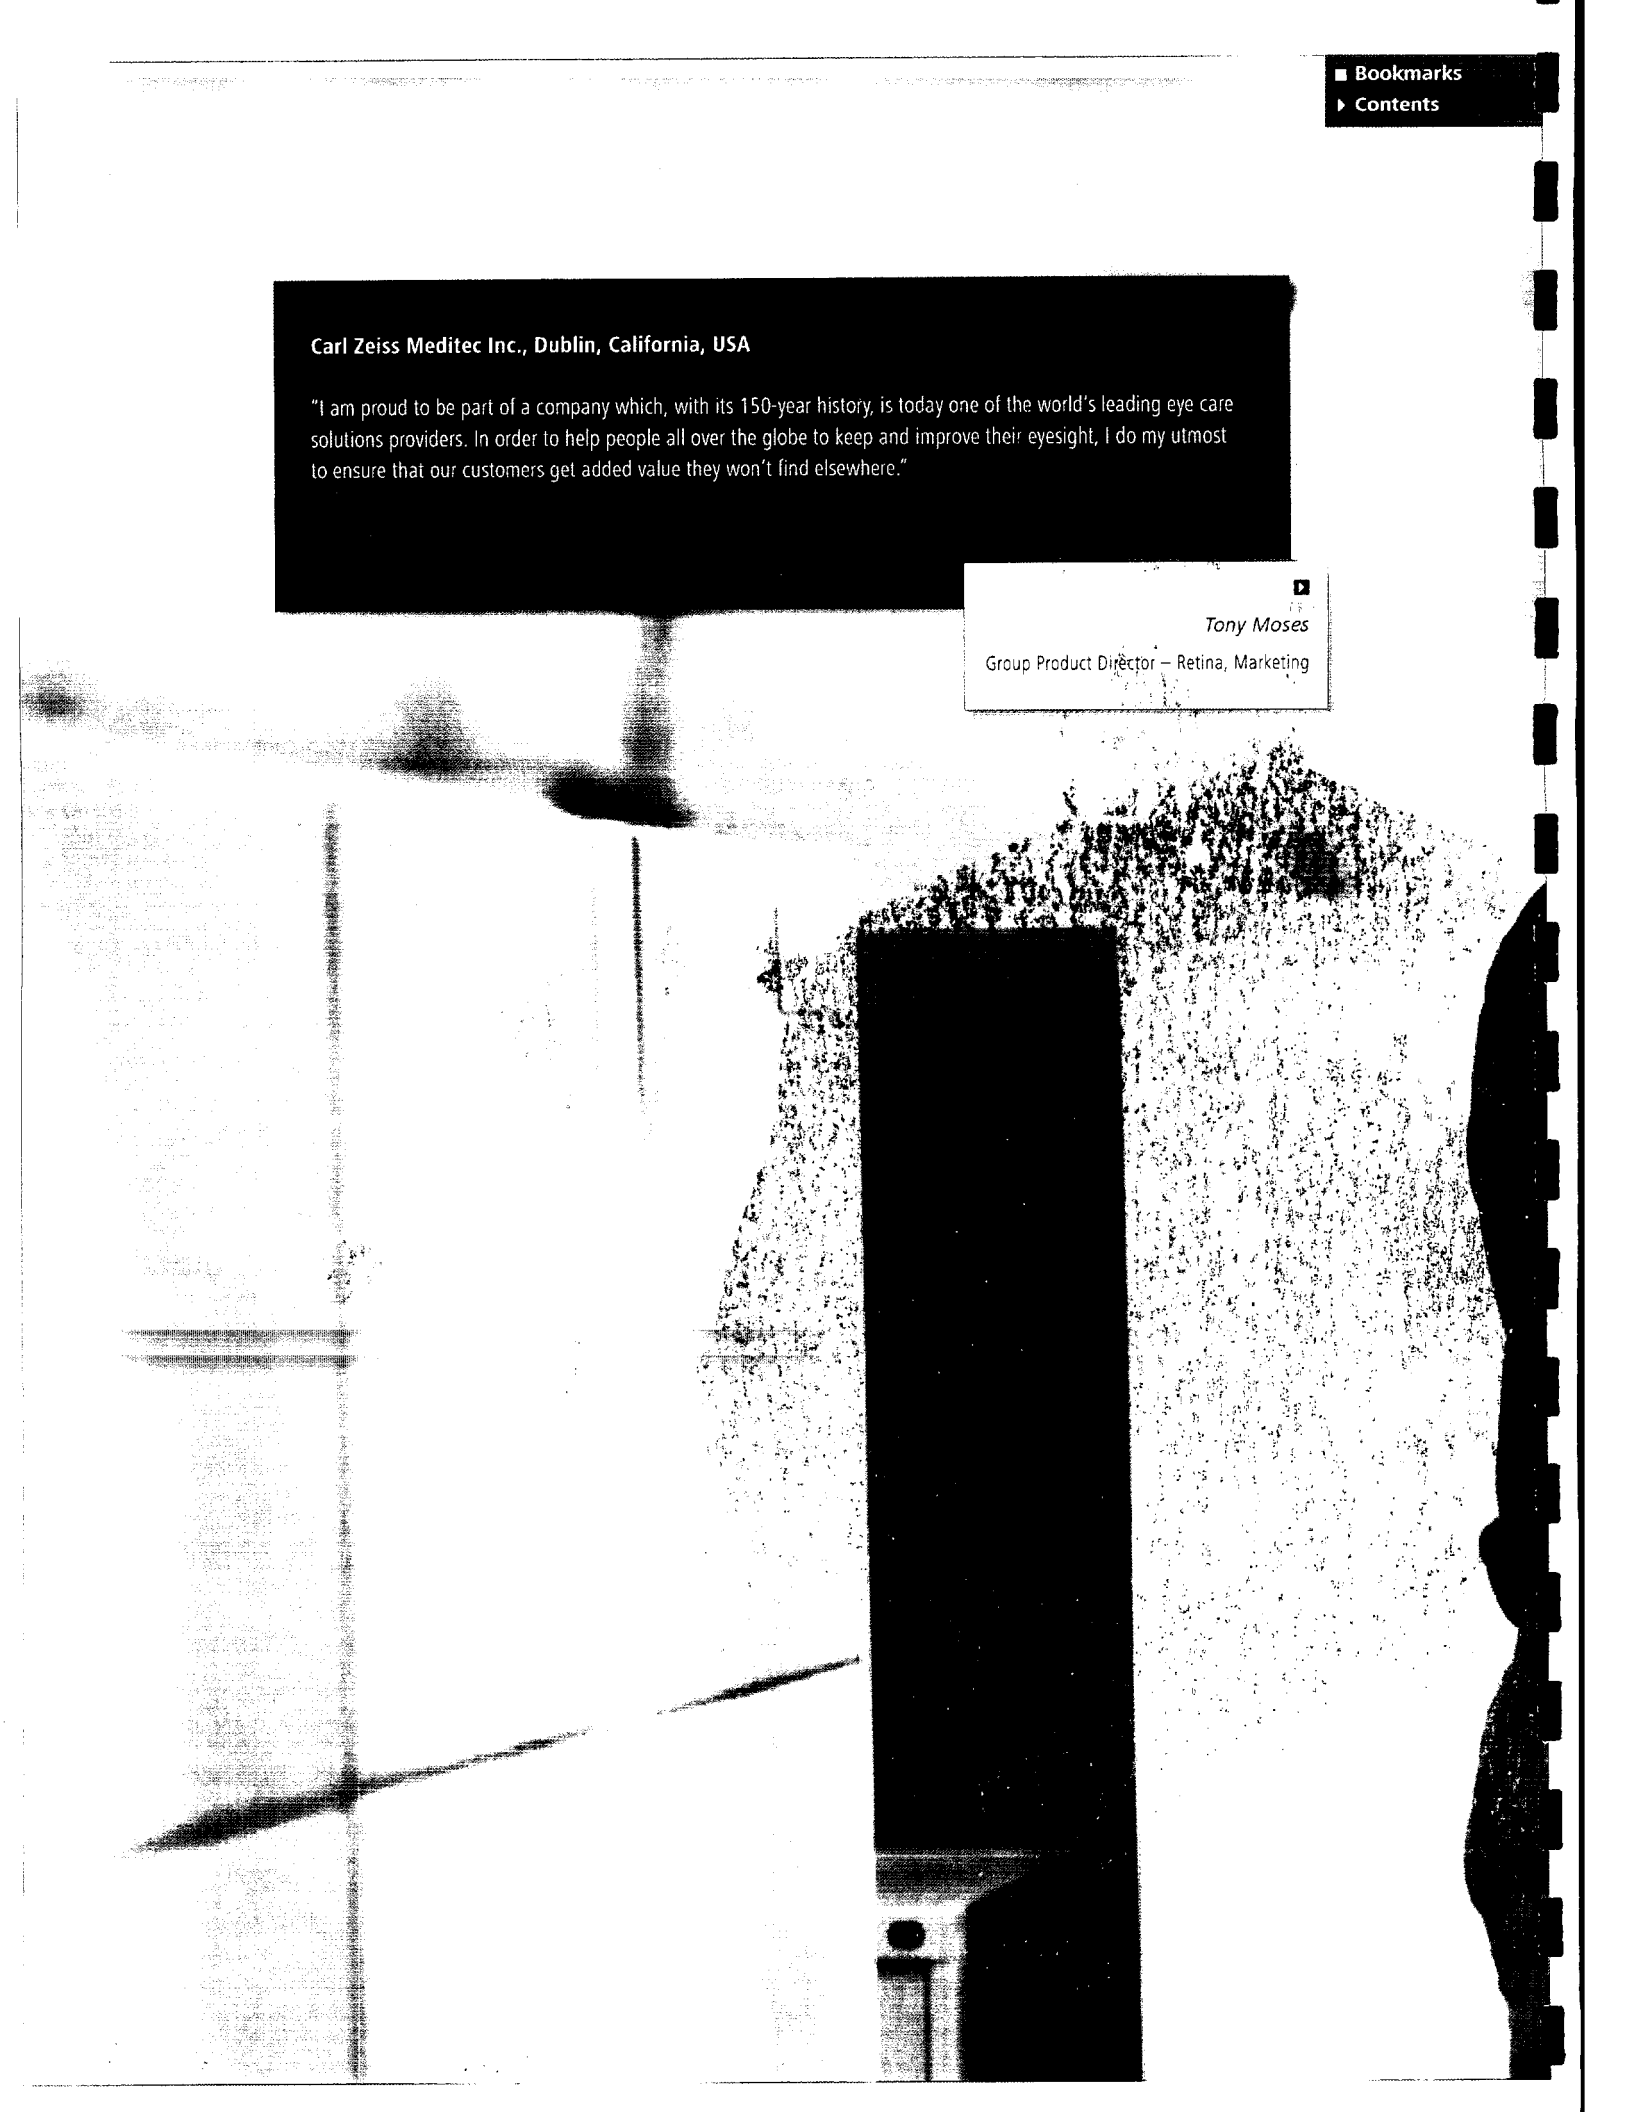 Bookmarks
Contents
Carl Zeiss Meditec Inc., Dublin, California, USA
"I am proud to be part of a company which, with its 150-year history, is today one of the world's leading eye care
solutions providers. In order to help people all over the globe to keep and improve their eyesight, I do my utmost
to ensure that our customers get added value they won't find elsewhere."
Tony Moses
Group Product Director – Retina, Marketing